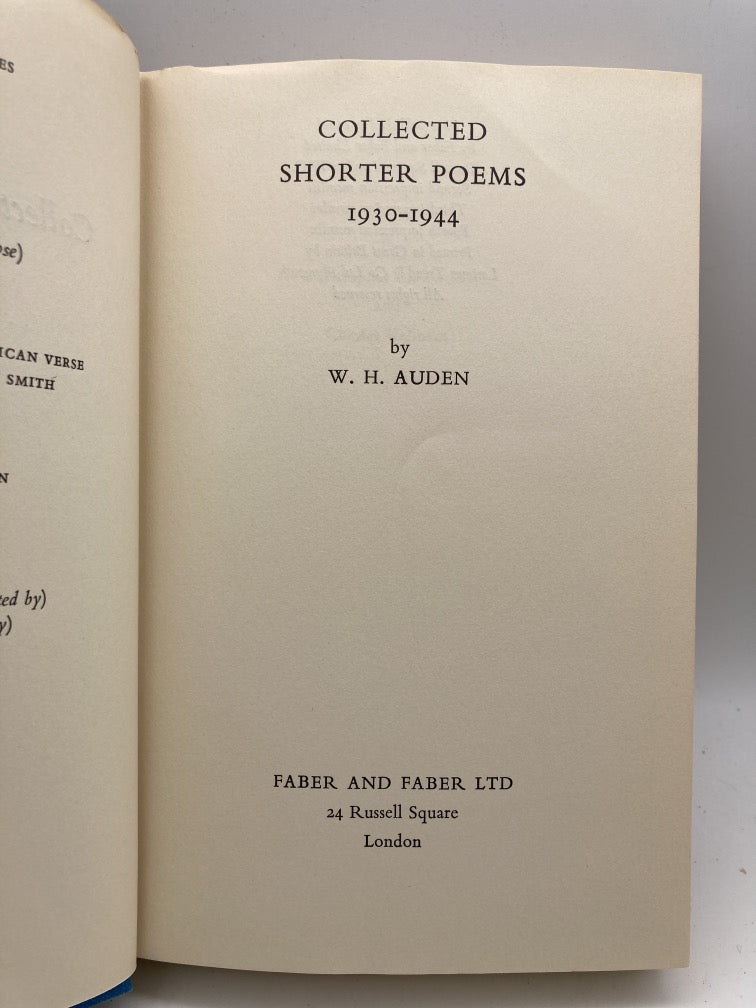 ES
ose)
ICAN VERSE
SMITH
N
ted by)
y)
COLLECTED
SHORTER POEMS
1930-1944
by
W. H. AUDEN
FABER AND FABER LTD
24 Russell Square
London